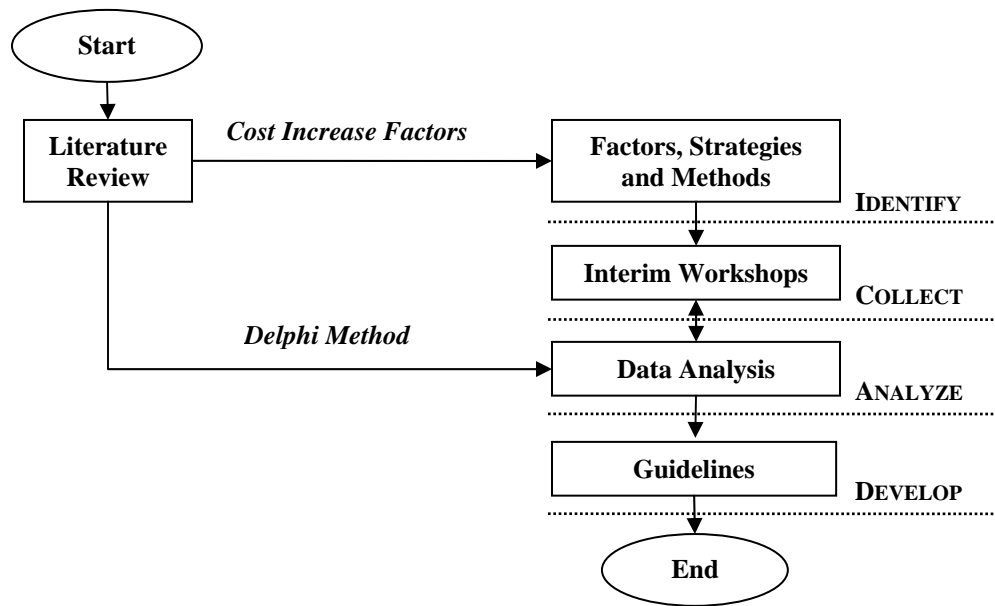 Start
Literature
Review
Cost Increase Factors
Factors, Strategies
and Methods
IDENTIFY
Interim Workshops
COLLECT
Delphi Method
Data Analysis
ANALYZE
Guidelines
DEVELOP
End